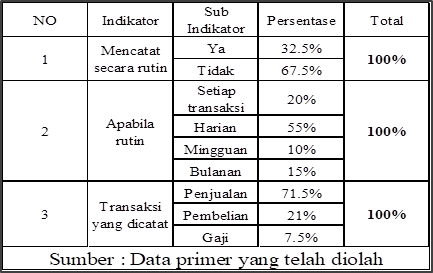 NO Indikator Sub Indikator Persentase Total
1 Mencatat secara rutin Ya 32.5% 100%
Tidak 67.5%
2 Apabila rutin Setiap transaksi 20% 100%
Harian 55%
Mingguan 10%
Bulanan 15%
3 Transaksi yang dicatat Penjualan 71.5% 100%
Pembelian 21%
Gaji 7.5%
Sumber : Data primer yang telah diolah